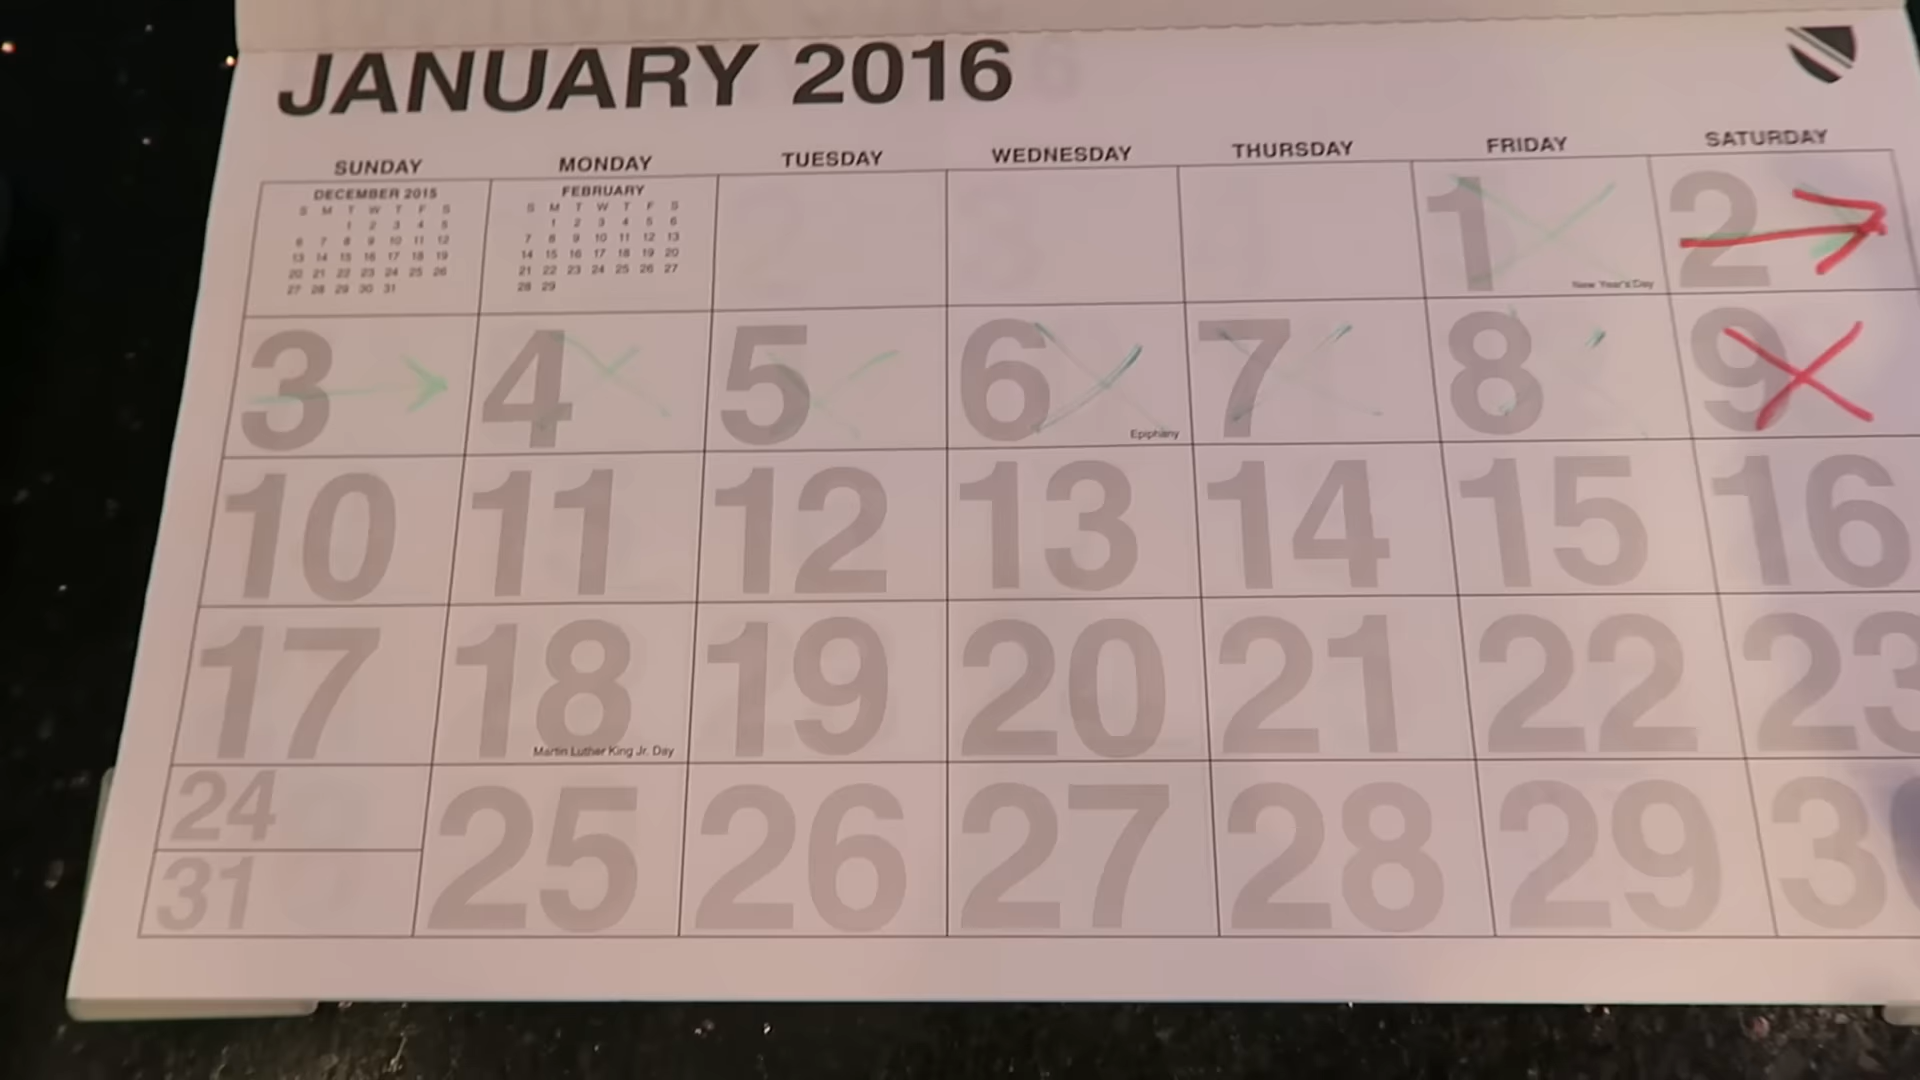 JANUARY 2016
SUNDAY MONDAY TUESDAY WEDNESDAY THURSDAY FRIDAY SATURDAY
DECEMBER 2015
S M T W T F S
1 2 3 4 5
6 7 8 9 10 11 12
13 14 15 16 17 18 19
20 21 22 23 24 25 26
27 28 29 30 31
FEBRUARY
S M T W T F S
1 2 3 4 5 6
7 8 9 10 11 12 13
14 15 16 17 18 19 20
21 22 23 24 25 26 27
28 29
1 2
New Year's Day
3 4 5 6 7 8 9
Epiphany
10 11 12 13 14 15 16
17 18 19 20 21 22 23
Martin Luther King Jr. Day
24 25 26 27 28 29 3
31